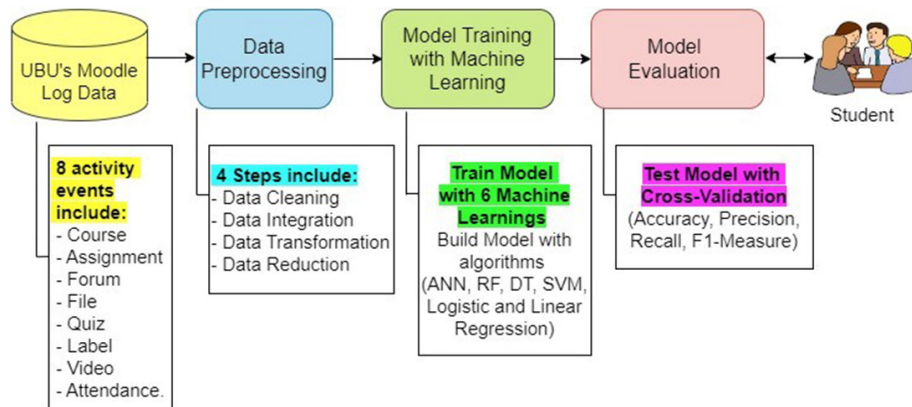 UBU's Moodle
Log Data
Data
Preprocessing
Model Training
with Machine
Learning
Model
Evaluation
Student
8 activity
events
include:
- Course
- Assignment
- Forum
- File
- Quiz
- Label
- Video
- Attendance.
4 Steps include:
- Data Cleaning
- Data Integration
- Data Transformation
- Data Reduction
Train Model
with 6 Machine
Learnings
Build Model with
algorithms
(ANN, RF, DT, SVM,
Logistic and Linear
Regression)
Test Model with
Cross-Validation
(Accuracy, Precision,
Recall, F1-Measure)